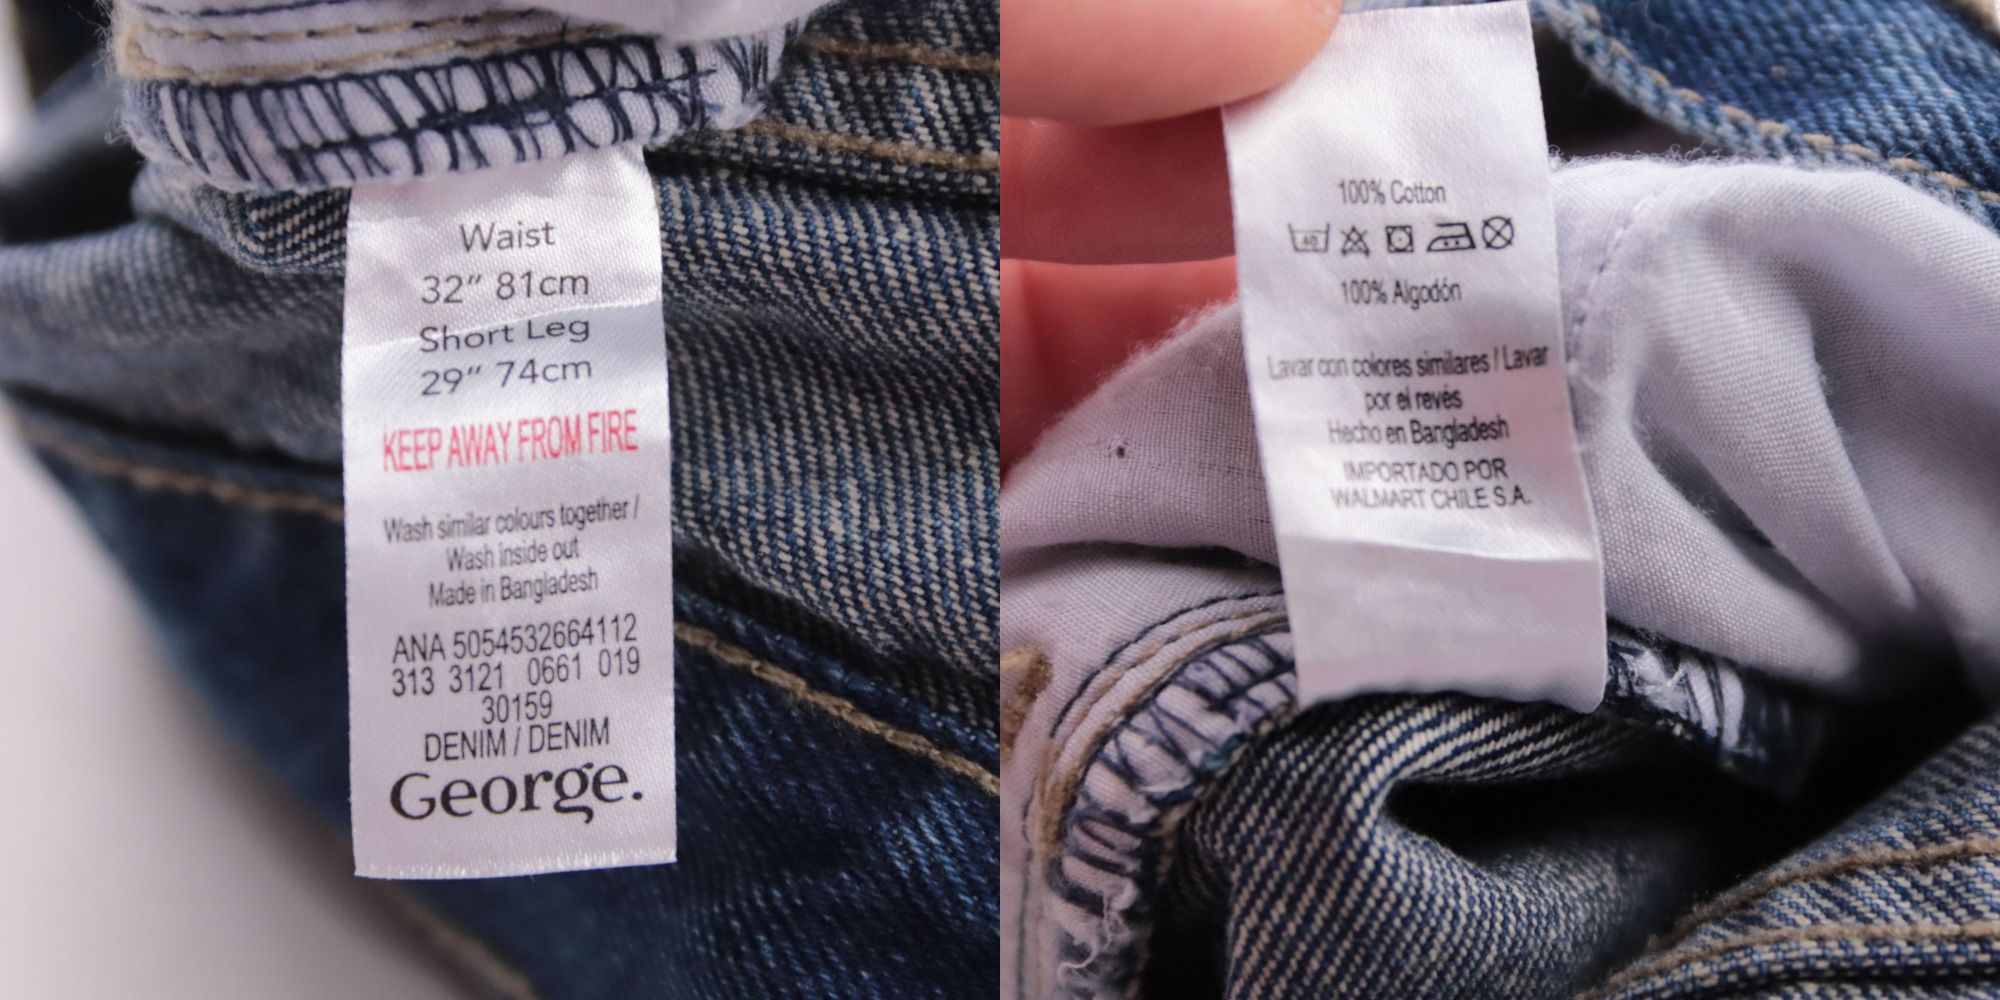 Waist
32" 81cm
Short Leg
29" 74cm
KEEP AWAY FROM FIRE
Wash similar colours together /
Wash inside out
Made in Bangladesh
ANA 5054532664112
313 3121 0661 019
30159
DENIM / DENIM
George.
100% Cotton
40
100% Algodón
Lavar con colores similares / Lavar
por el revés
Hecho en Bangladesh
IMPORTADO POR
WALMART CHILE S.A.